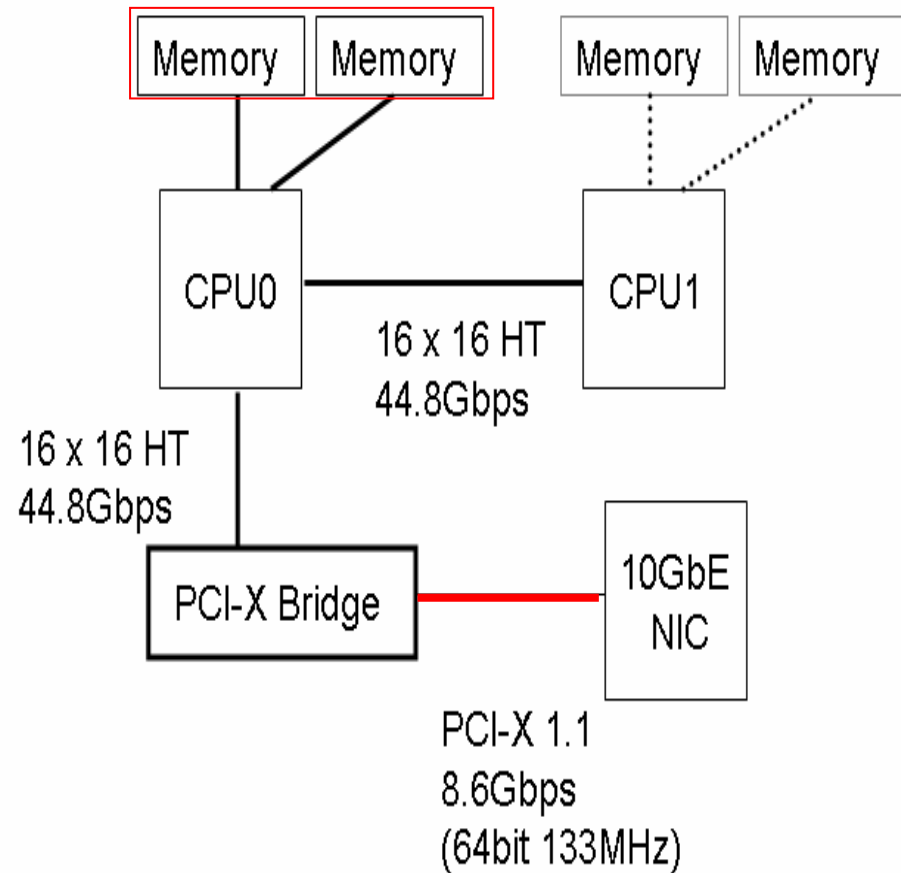 Memory
Memory
Memory
Memory
CPU0
CPU1
16 x 16 HT
44.8Gbps
16 x 16 HT
44.8Gbps
PCI-X Bridge
10GbE
NIC
PCI-X 1.1
8.6Gbps
(64bit 133MHz)